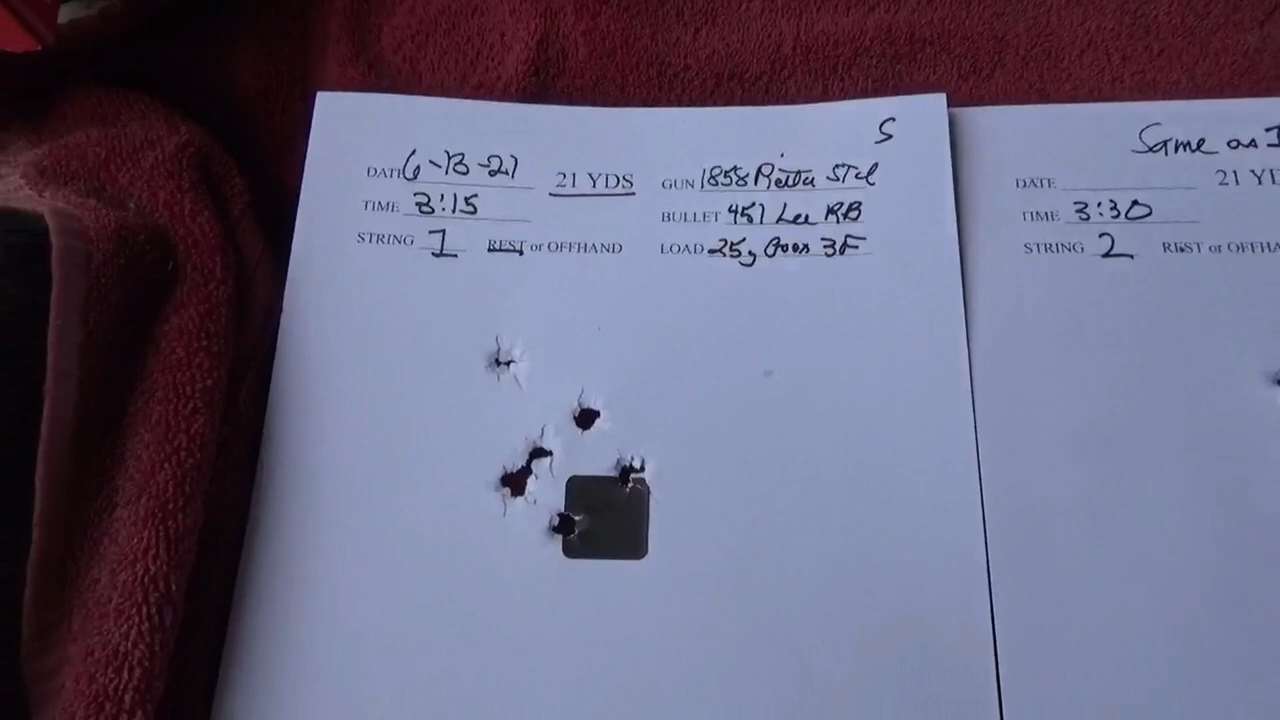 S
DATE 6-13-21 21 YDS GUN 1858 Pietta STal
TIME 3:15 BULLET 451 Lee RB
STRING 1 REST or OFFHAND LOAD 25g Goex 3F
Same as
DATE 21 YD
TIME 3:30
STRING 2 REST or OFFHA